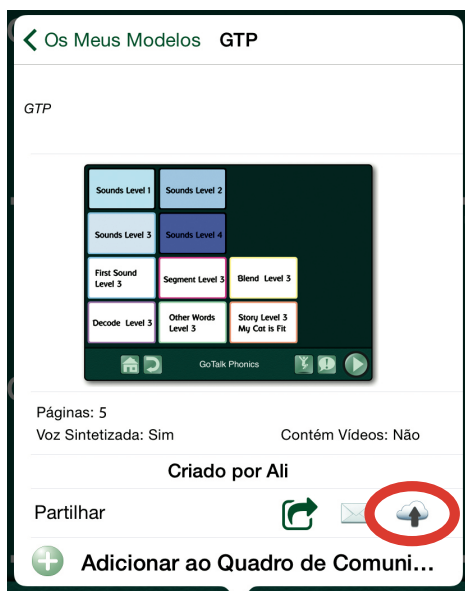 Os Meus Modelos GTP
GTP
Sounds Level 1 Sounds Level 2
Sounds Level 3 Sounds Level 4
First Sound
Level 3
Segment Level 3 Blend Level 3
Decode Level 3
Other Words
Level 3
Story Level 3
My Cat is Fit
GoTalk Phonics
Páginas: 5
Voz Sintetizada: Sim Contém Vídeos: Não
Criado por Ali
Partilhar
Adicionar ao Quadro de Comuni...